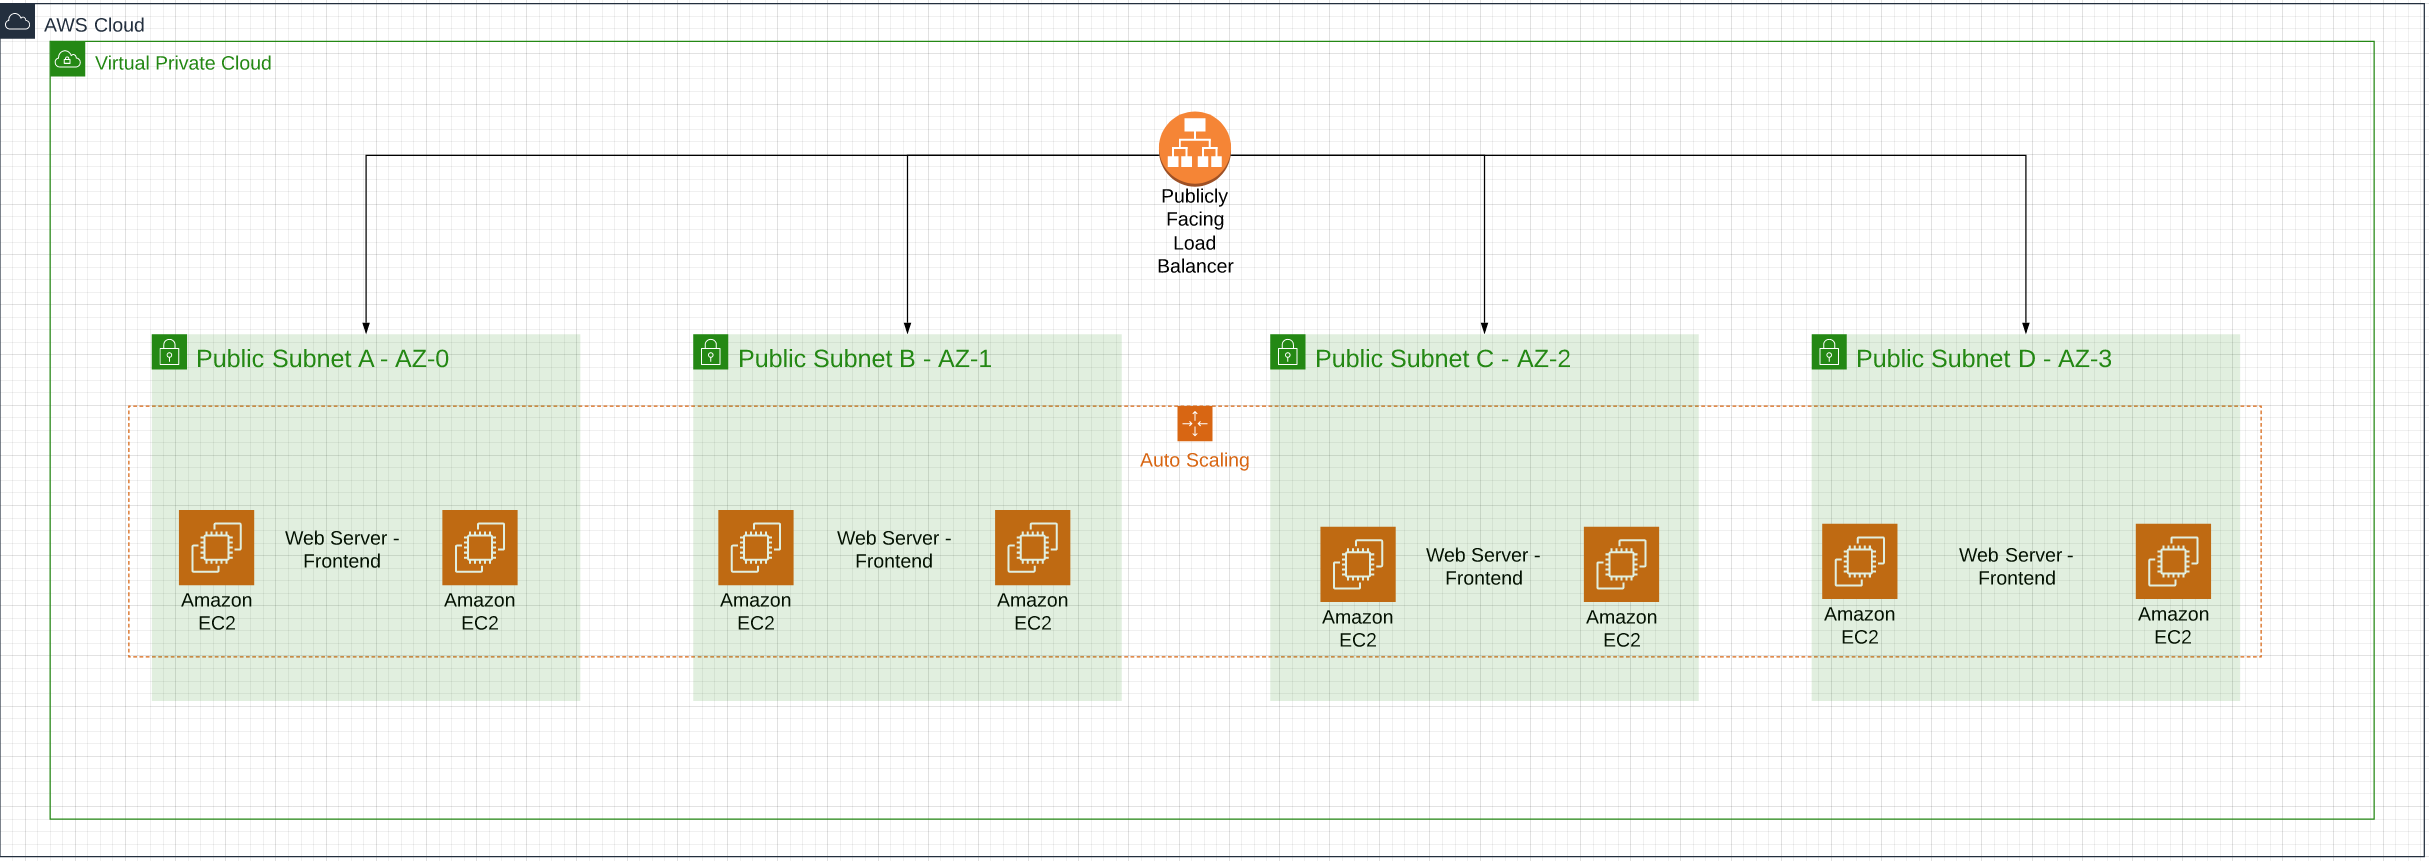 AWS Cloud
Virtual Private Cloud
Publicly
Facing
Load
Balancer
Public Subnet A - AZ-0
Public Subnet B - AZ-1
Public Subnet C - AZ-2
Public Subnet D - AZ-3
Auto Scaling
Web Server -
Frontend
Amazon
EC2
Amazon
EC2
Web Server -
Frontend
Amazon
EC2
Amazon
EC2
Web Server -
Frontend
Amazon
EC2
Amazon
EC2
Web Server -
Frontend
Amazon
EC2
Amazon
EC2